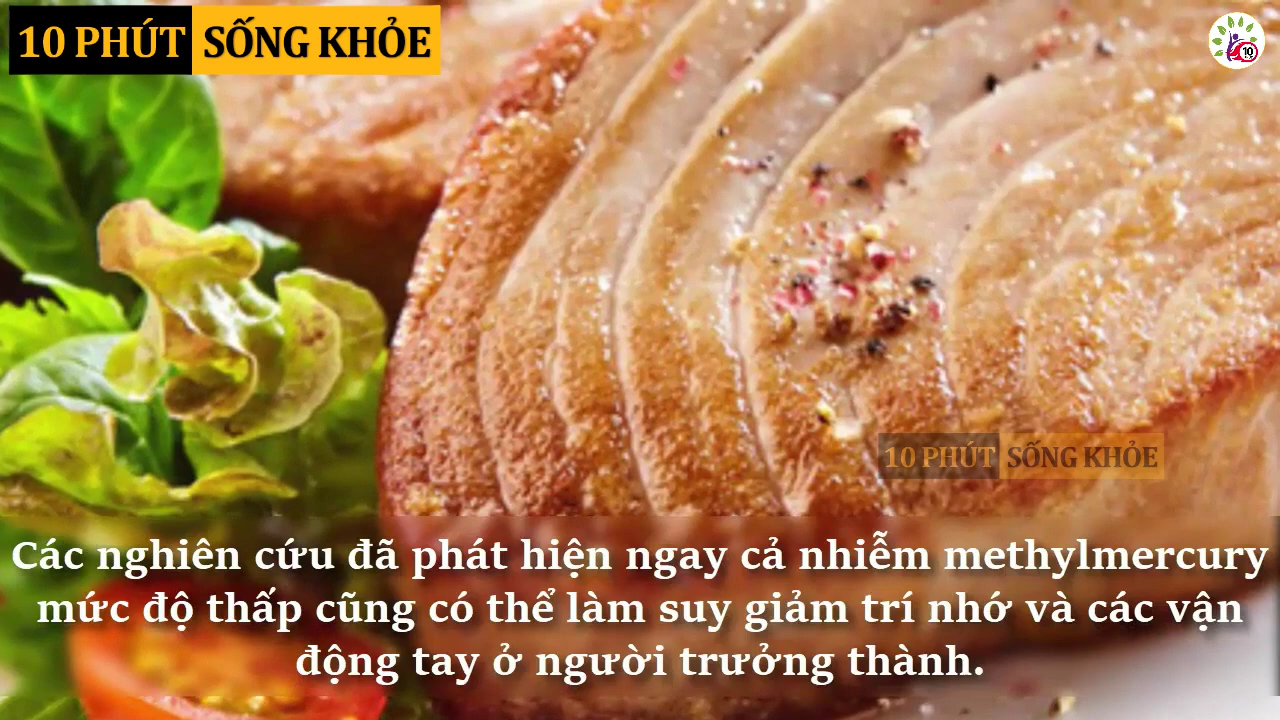 10 PHÚT SỐNG KHỎE
10
10 PHÚT SỐNG KHỎE
Các nghiên cứu đã phát hiện ngay cả nhiễm methylmercury
mức độ thấp cũng có thể làm suy giảm trí nhớ và các vận
động tay ở người trưởng thành.